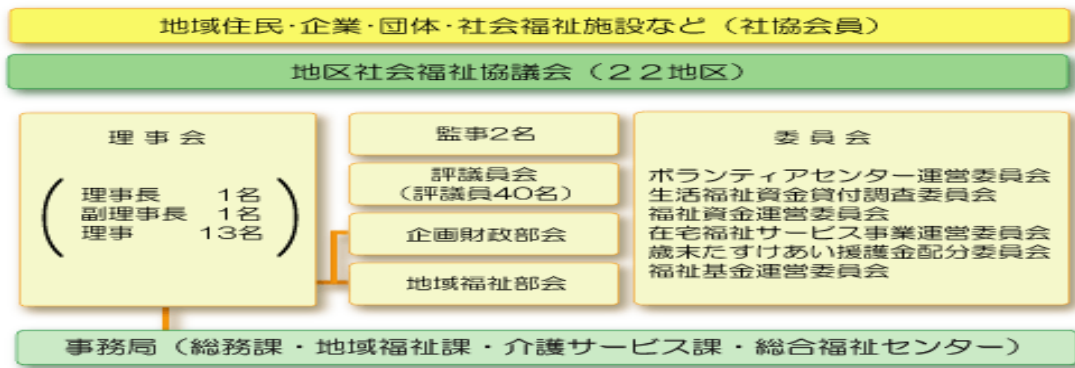 地域住民・企業・団体・社会福祉施設など（社協会員）
地区社会福祉協議会（２２地区）
理 事 会
理事長 1名
副理事長 1名
理事 13名
監事2名
評議員会
（評議員40名）
企画財政部会
地域福祉部会
委 員 会
ボランティアセンター運営委員会
生活福祉資金貸付調査委員会
福祉資金運営委員会
在宅福祉サービス事業運営委員会
歳末たすけあい援護金配分委員会
福祉基金運営委員会
事務局（総務課・地域福祉課・介護サービス課・総合福祉センター）